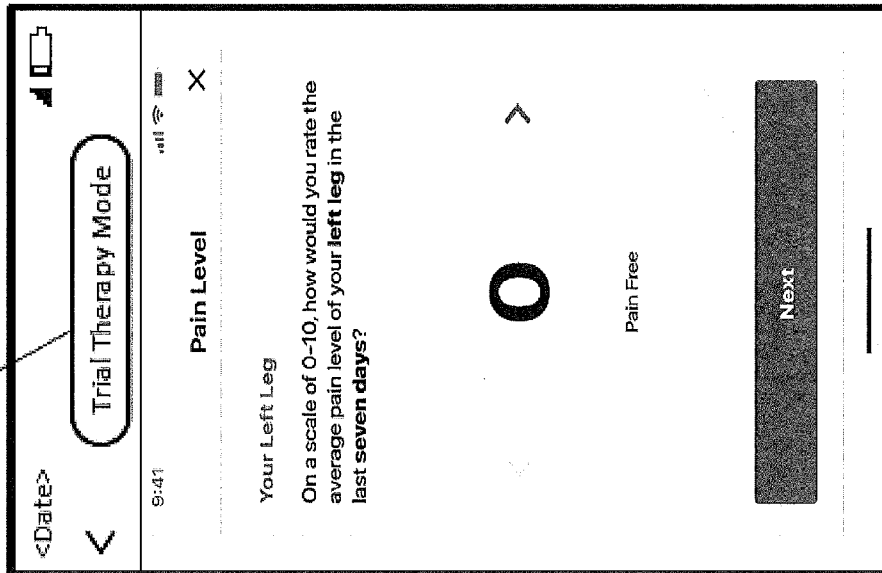 <Date>
Trial Therapy Mode
9:41
Pain Level
Your Left Leg
On a scale of 0-10, how would you rate the
average pain level of your left leg in the
last seven days?
0
Pain Free
Next